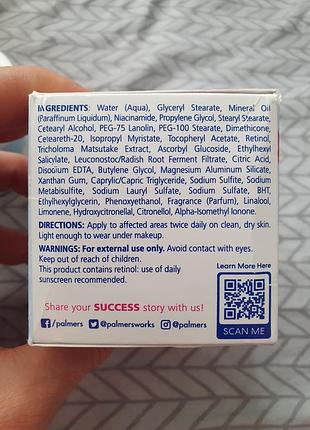 INGREDIENTS: Water (Aqua), Glyceryl Stearate, Mineral Oil
(Paraffinum Liquidum), Niacinamide, Propylene Glycol, Stearyl Stearate,
Cetearyl Alcohol, PEG-75 Lanolin, PEG-100 Stearate, Dimethicone,
Ceteareth-20, Isopropyl Myristate, Tocopheryl Acetate, Retinol,
Tricholoma Matsutake Extract, Ascorbyl Glucoside, Ethylhexyl
Salicylate, Leuconostoc/Radish Root Ferment Filtrate, Citric Acid,
Disodium EDTA, Butylene Glycol, Magnesium Aluminum Silicate,
Xanthan Gum, Caprylic/Capric Triglyceride, Sodium Sulfite, Sodium
Metabisulfite, Sodium Lauryl Sulfate, Sodium Sulfate, BHT,
Ethylhexylglycerin, Phenoxyethanol, Fragrance (Parfum), Linalool,
Limonene, Hydroxycitronellal, Citronellol, Alpha-Isomethyl Ionone.
DIRECTIONS: Apply to affected areas twice daily on clean, dry skin.
Light enough to wear under makeup.
WARNINGS: For external use only. Avoid contact with eyes.
Keep out of reach of children.
This product contains retinol: use of daily
sunscreen recommended.
Learn More Here
Share your SUCCESS story with us!
/palmers @palmersworks @palmers
SCAN ME